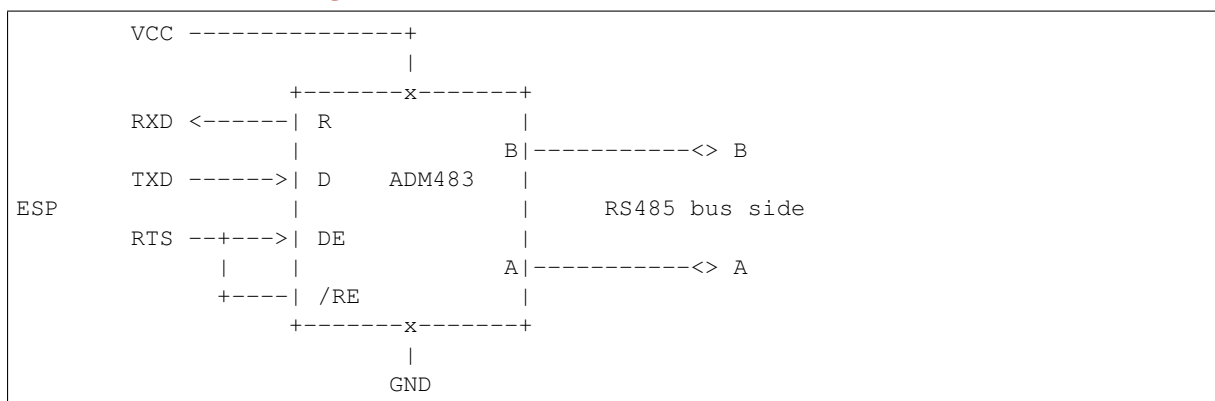 VCC ---------------+
                           |
                   +-------x-------+
        RXD <------| R             |
                   |              B|-----------<> B
        TXD ------>| D    ADM483   |
ESP                |               |     RS485 bus side
        RTS --+--->| DE            |
              |    |              A|-----------<> A
              +----| /RE           |
                   +-------x-------+
                           |
                          GND